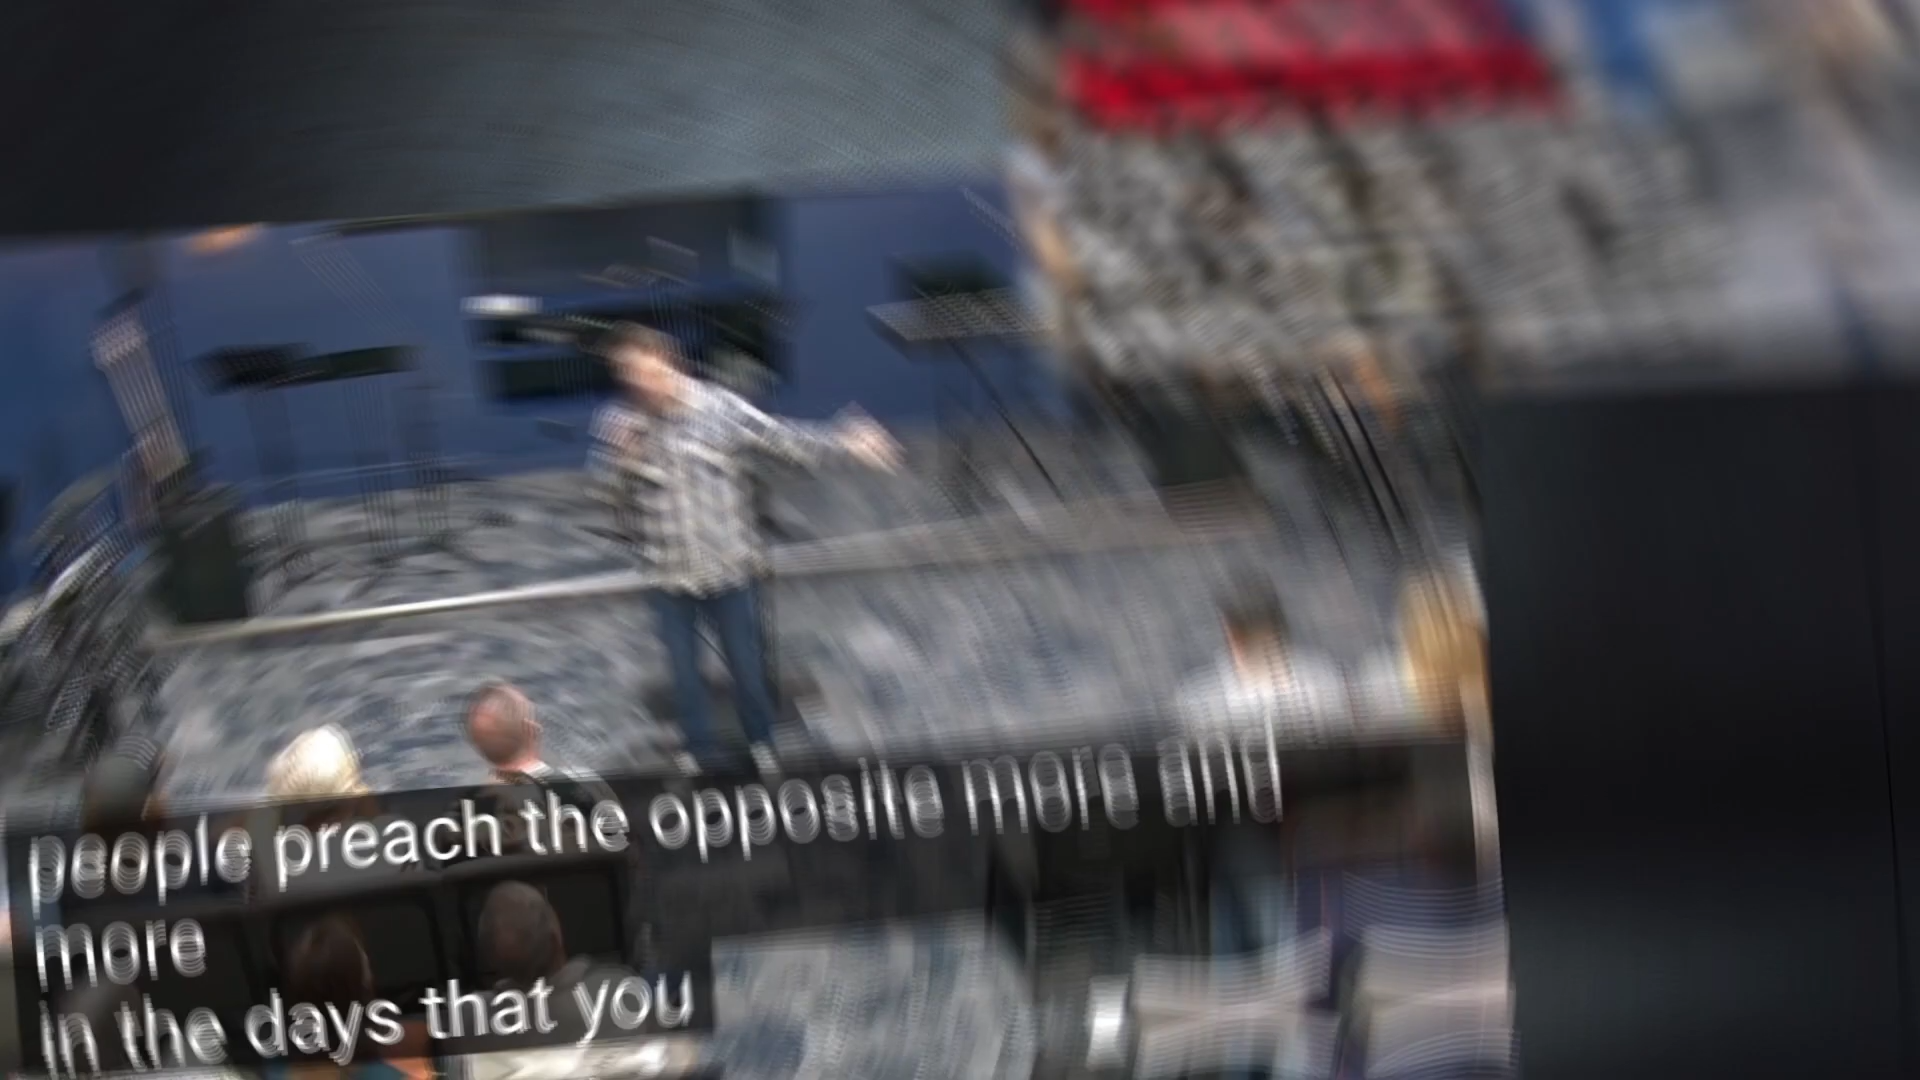 people preach the opposite more and
more
in the days that you